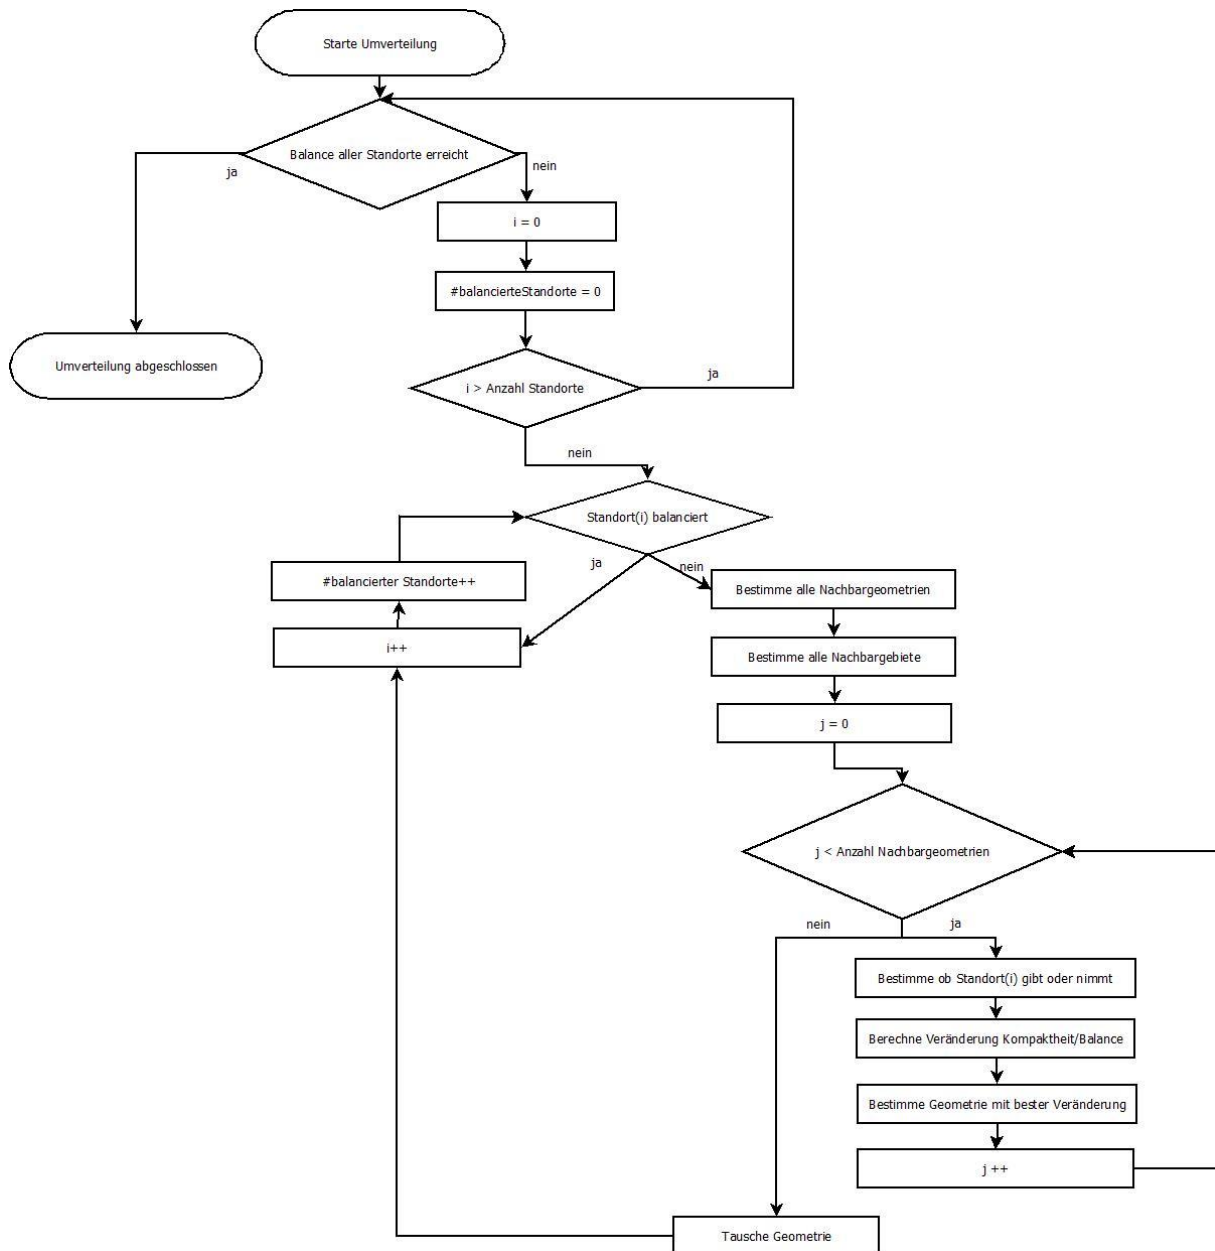 Starte Umverteilung
Balance aller Standorte erreicht
ja
nein
i = 0
#balancierteStandorte = 0
Umverteilung abgeschlossen
i > Anzahl Standorte
ja
nein
Standort(i) balanciert
ja
nein
#balancierter Standorte++
i++
Bestimme alle Nachbargeometrien
Bestimme alle Nachbargebiete
j = 0
j < Anzahl Nachbargeometrien
nein
ja
Bestimme ob Standort(i) gibt oder nimmt
Berechne Veränderung Kompaktheit/Balance
Bestimme Geometrie mit bester Veränderung
j ++
Tausche Geometrie